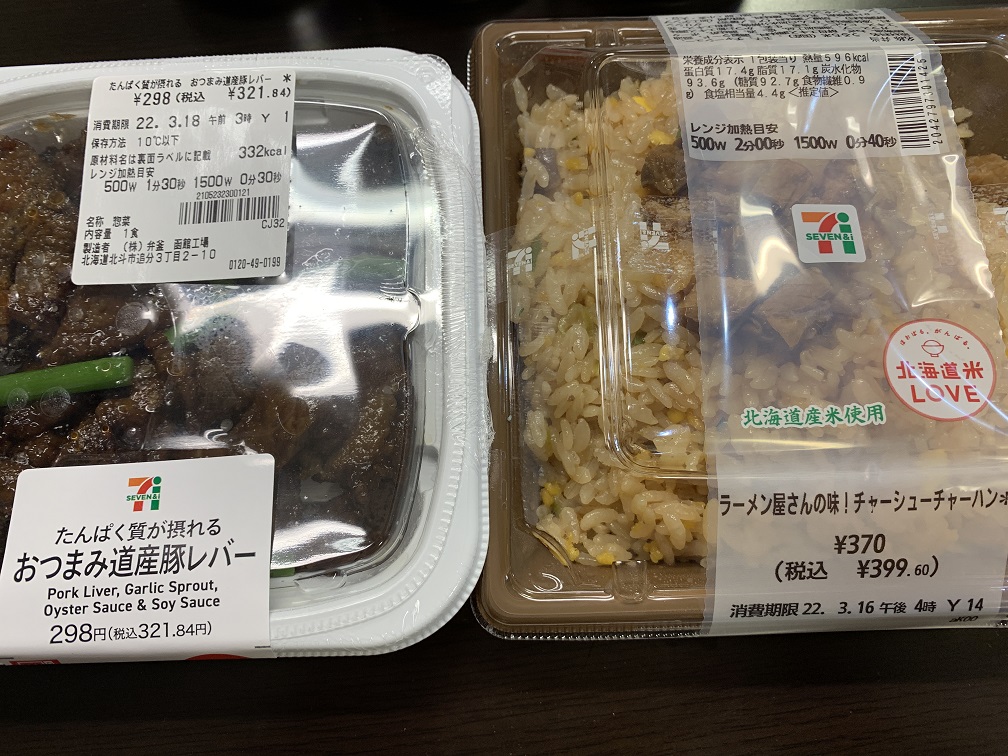 たんぱく質が摂れる おつまみ道産豚レバー *
¥298(税込 ¥321.84)
消費期限 22. 3.18 午前 3時 Y 1
保存方法 10℃以下
原材料名は裏面ラベルに記載 332kcal
レンジ加熱目安
500W 1分30秒 1500W 0分30秒
2105232300121
名称 惣菜
内容量 1食
CJ32
製造者 (株)弁釜 函館工場
北海道北斗市追分3丁目2-10
0120-49-0199
SEVEN&i
たんぱく質が摂れる
おつまみ道産豚レバー
Pork Liver, Garlic Sprout,
Oyster Sauce & Soy Sauce
298円(税込321.84円)
栄養成分表示 1包装当り 熱量596kcal
蛋白質17.4g 脂質17.1g 炭水化物
93.6g (糖質92.7g 食物繊維0.9
g) 食塩相当量4.4g <推定値>
レンジ加熱目安
500W 2分00秒 1500W 0分40秒
SEVEN&i
がんばる。
北海道米
LOVE
北海道産米使用
ラーメン屋さんの味!チャーシューチャーハン*
¥370
(税込 ¥399.60)
消費期限 22. 3.16 午後 4時 Y 14